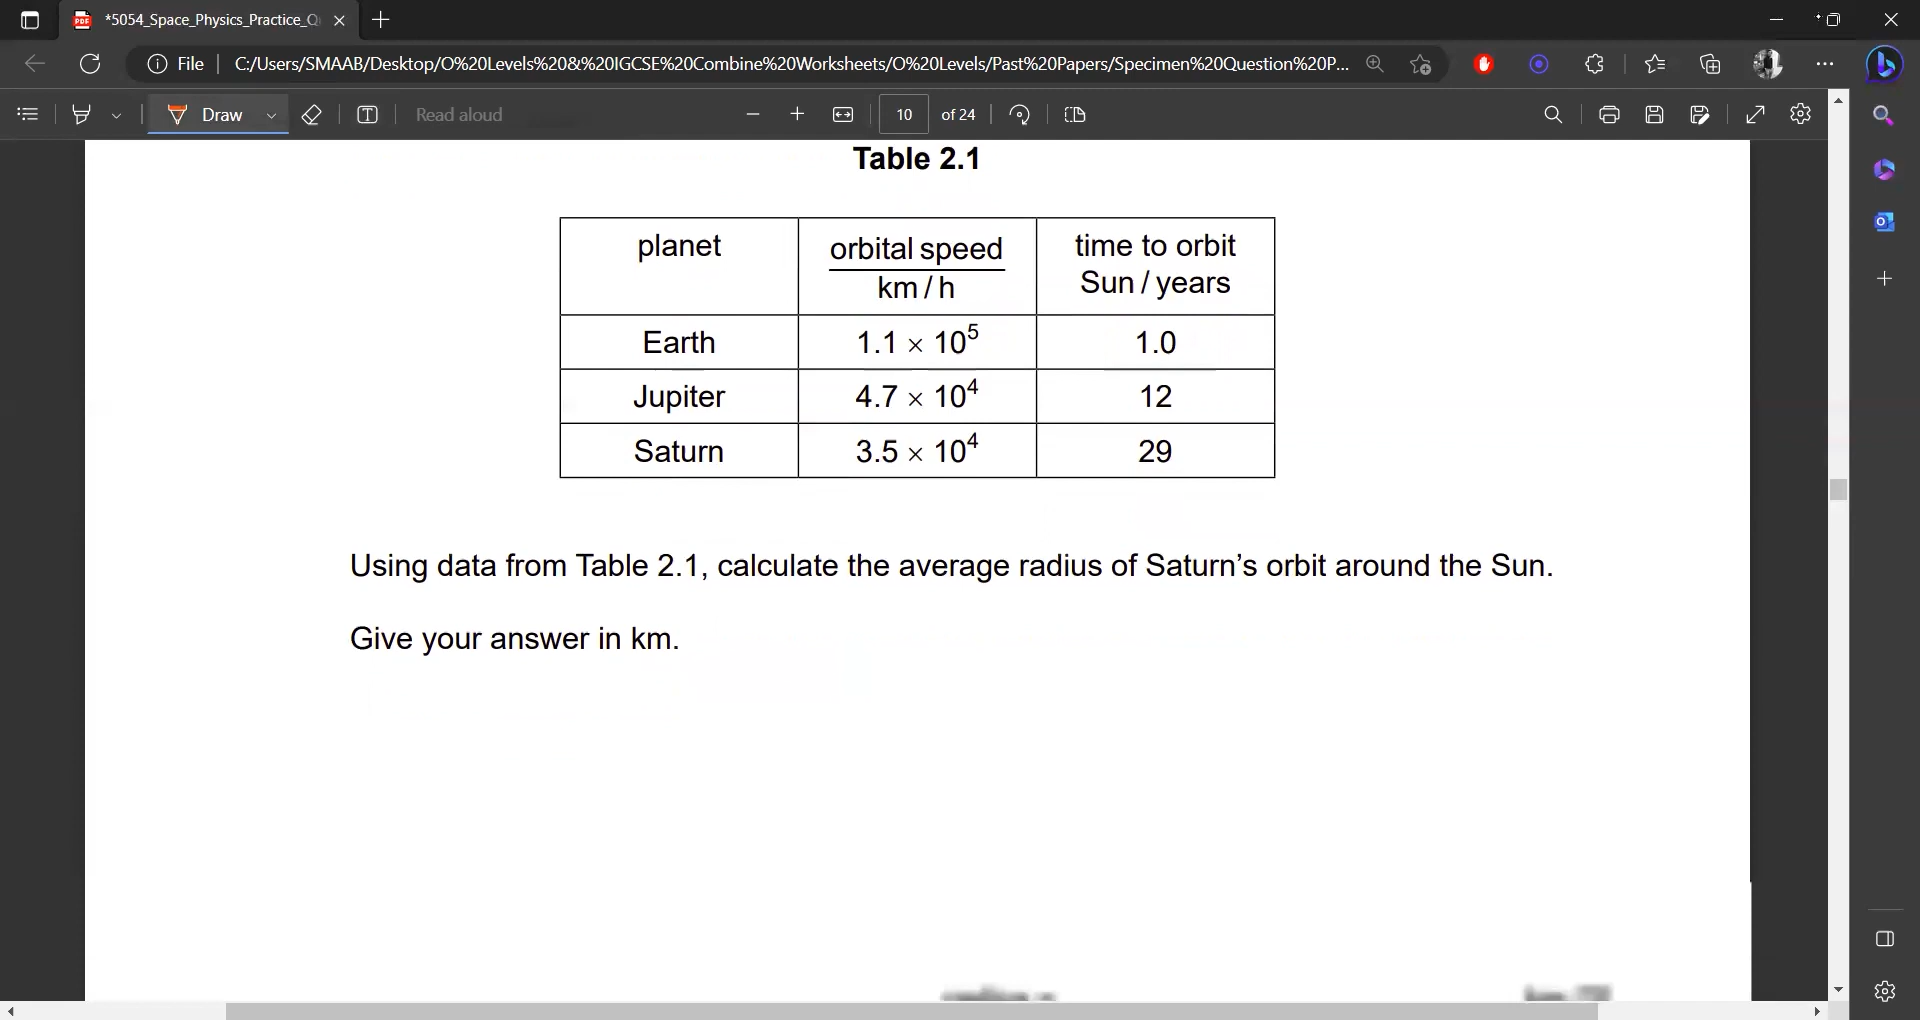 *5054_Space_Physics_Practice_Q
File
C:/Users/SMAAB/Desktop/O%20Levels%20&%20IGCSE%20Combine%20Worksheets/O%20Levels/Past%20Papers/Specimen%20Question%20P...
Draw
Read aloud
10 of 24
Table 2.1
planet orbital speed time to orbit
km / h Sun / years
Earth 1.1 × 10⁵ 1.0
Jupiter 4.7 × 10⁴ 12
Saturn 3.5 × 10⁴ 29
Using data from Table 2.1, calculate the average radius of Saturn’s orbit around the Sun.
Give your answer in km.